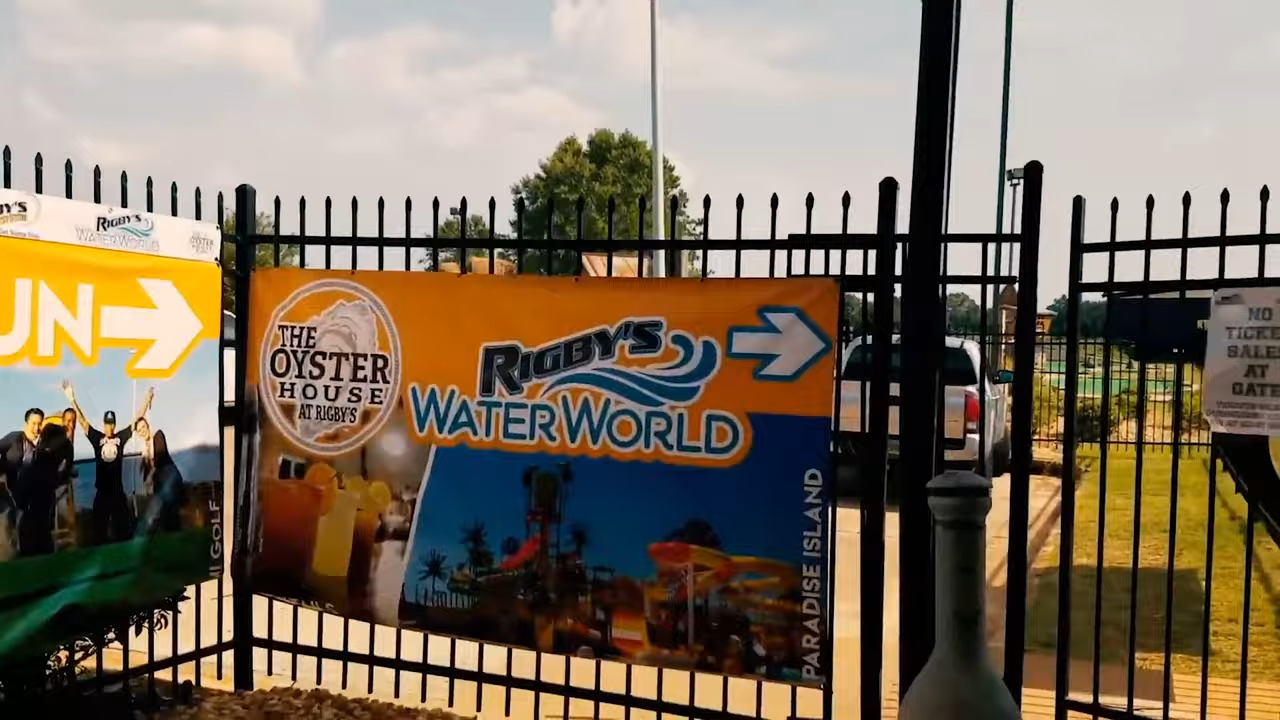 RIGBY'S
WATERWORLD
UN
I GOLF
THE
OYSTER
HOUSE
AT RIGBY'S
RIGBY'S
WATERWORLD
PARADISE ISLAND
NO
TICKET
SALES
AT
GATE